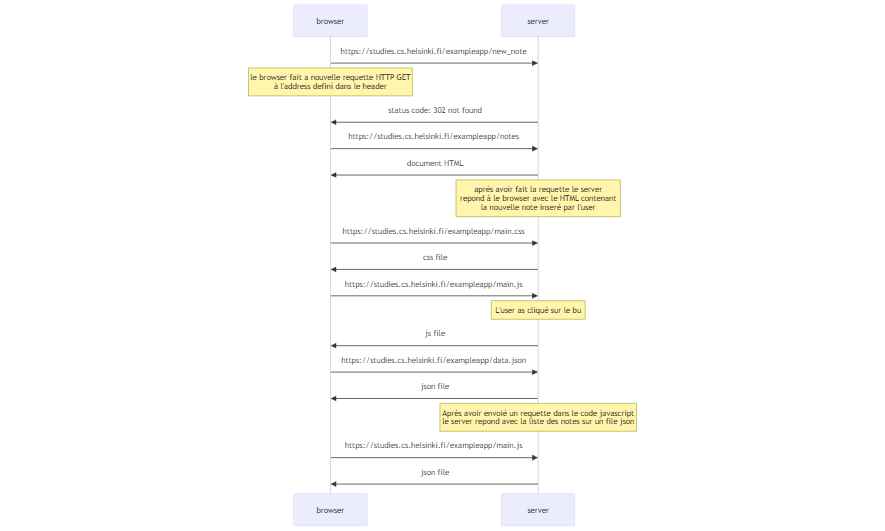 browser
server
https://studies.cs.helsinki.fi/exampleapp/new_note
le browser fait a nouvelle requette HTTP GET
à l'address defini dans le header
status code: 302 not found
https://studies.cs.helsinki.fi/exampleapp/notes
document HTML
aprés avoir fait la requette le server
repond à le browser avec le HTML contenant
la nouvelle note inseré par l'user
https://studies.cs.helsinki.fi/exampleapp/main.css
css file
https://studies.cs.helsinki.fi/exampleapp/main.js
L'user as cliqué sur le bu
js file
https://studies.cs.helsinki.fi/exampleapp/data.json
json file
Aprés avoir envoié un requette dans le code javascript
le server repond avec la liste des notes sur un file json
https://studies.cs.helsinki.fi/exampleapp/main.js
json file
browser
server